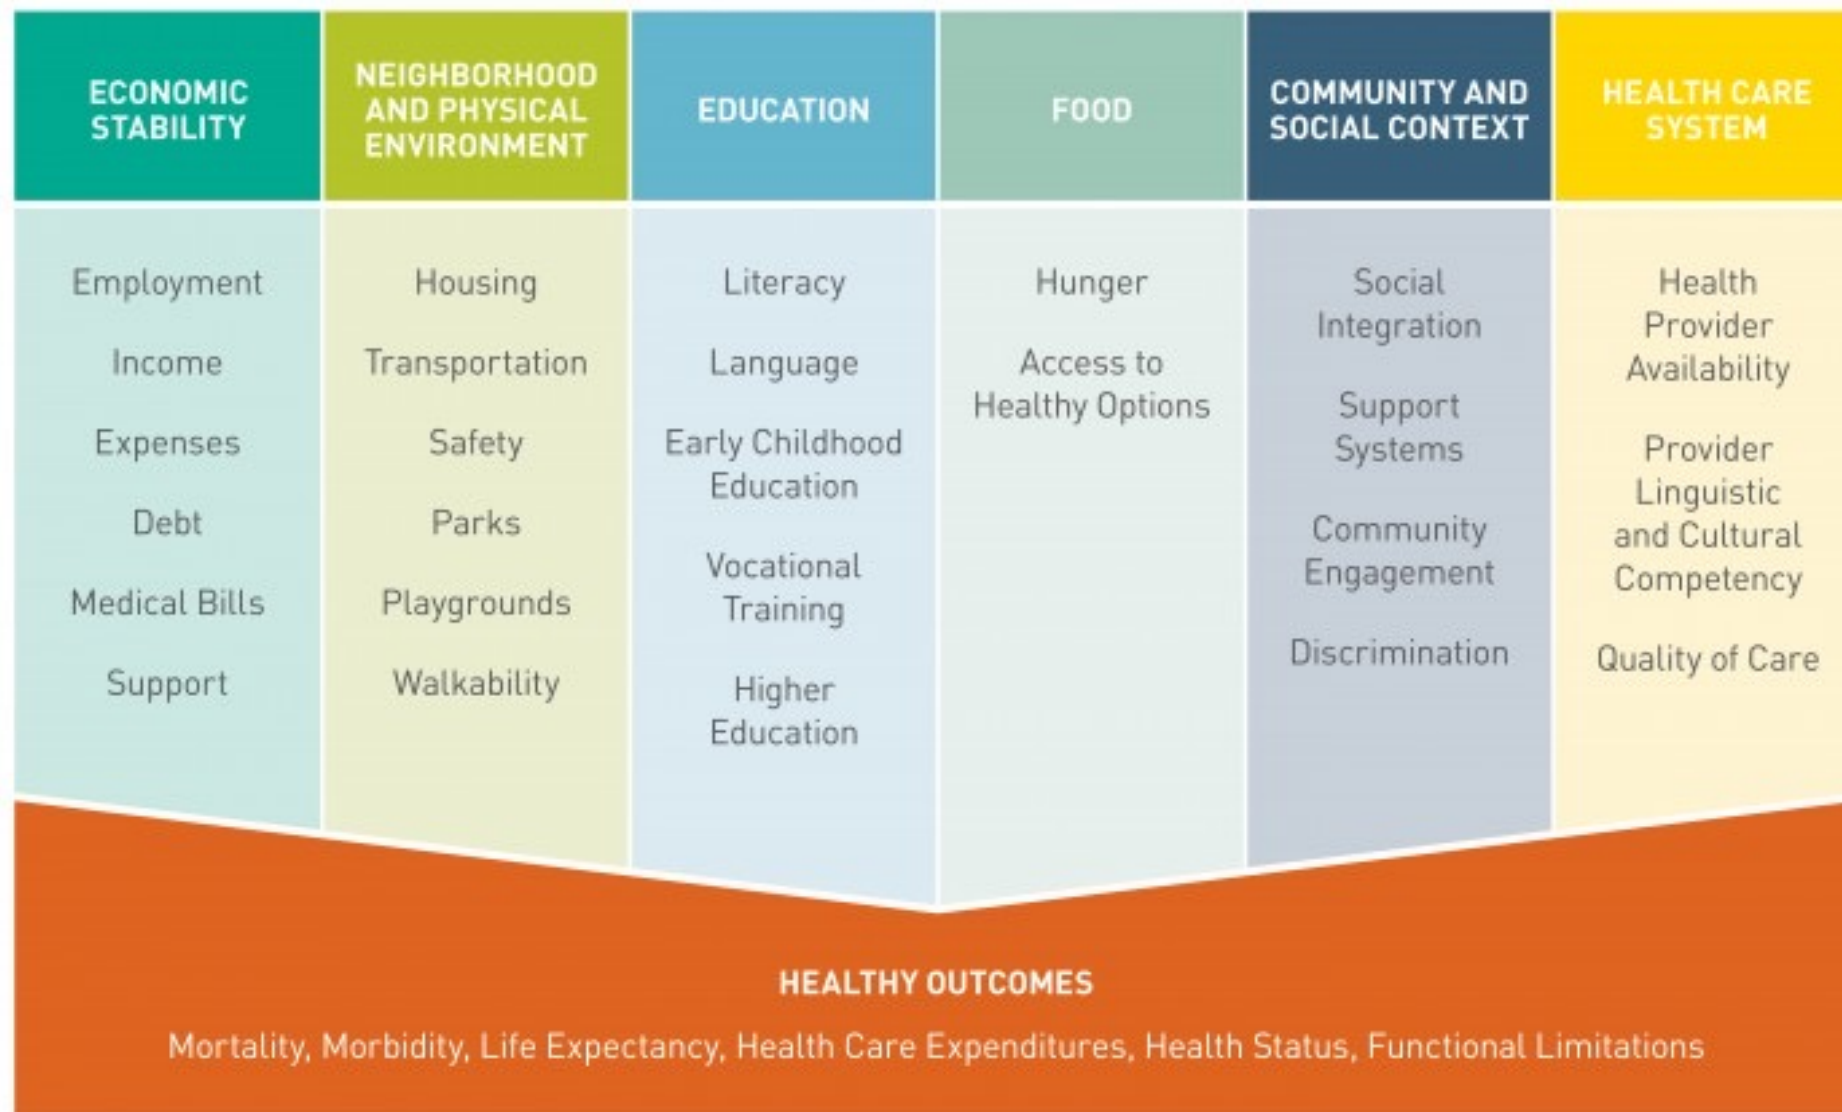 ECONOMIC
STABILITY
NEIGHBORHOOD
AND PHYSICAL
ENVIRONMENT
EDUCATION
FOOD
COMMUNITY AND
SOCIAL CONTEXT
HEALTH CARE
SYSTEM
Employment
Income
Expenses
Debt
Medical Bills
Support
Housing
Transportation
Safety
Parks
Playgrounds
Walkability
Literacy
Language
Early Childhood
Education
Vocational
Training
Higher
Education
Hunger
Access to
Healthy Options
Social
Integration
Support
Systems
Community
Engagement
Discrimination
Health
Provider
Availability
Provider
Linguistic
and Cultural
Competency
Quality of Care
HEALTHY OUTCOMES
Mortality, Morbidity, Life Expectancy, Health Care Expenditures, Health Status, Functional Limitations